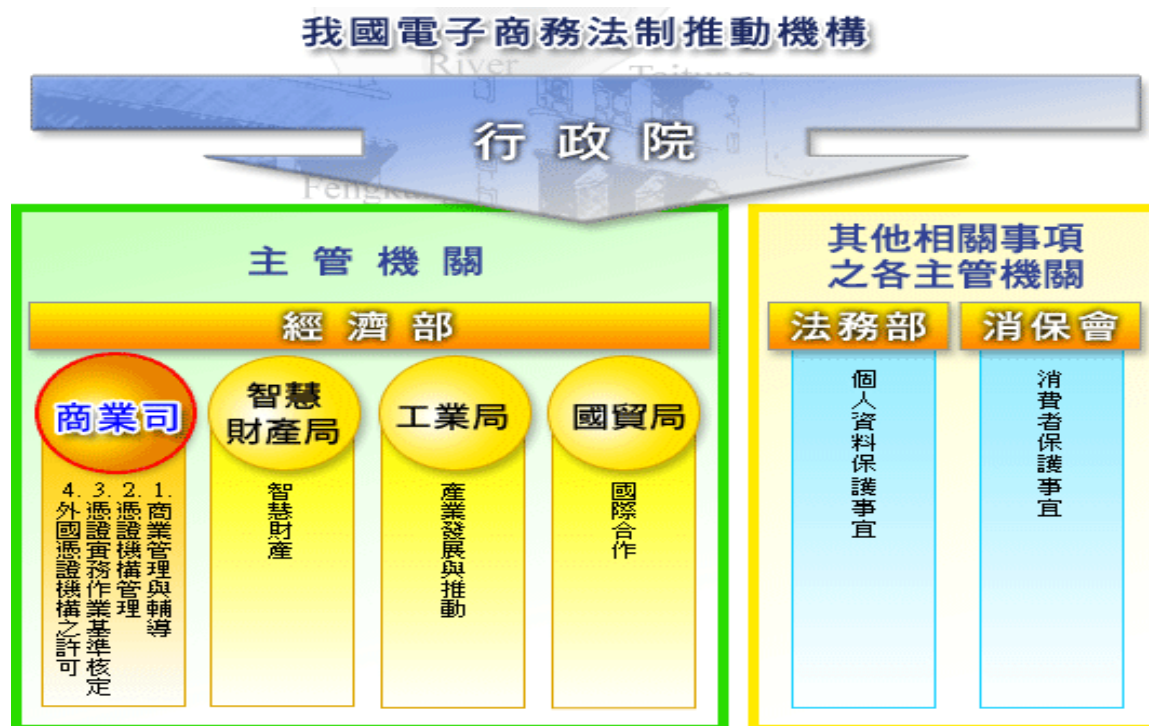 我國電子商務法制推動機構
River
Taitung
行政院
主管機關
經濟部
商業司
1.商業管理與輔導
2.憑證機構管理
3.憑證實務作業基準核定
4.外國憑證機構之許可
智慧
財產局
智慧財產
工業局
產業發展與推動
國貿局
國際合作
其他相關事項
之各主管機關
法務部
個人資料保護事宜
消保會
消費者保護事宜